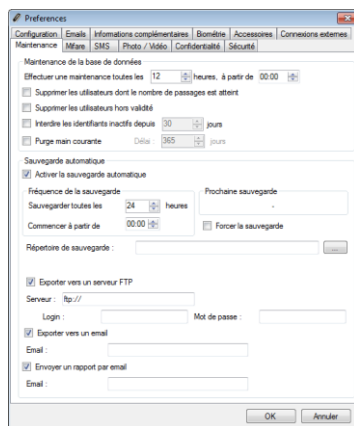 Preferences
Configuration Emails Informations complémentaires Biométrie Accessoires Connexions externes
Maintenance Mifare SMS Photo / Vidéo Confidentialité Sécurité
Maintenance de la base de données
Effectuer une maintenance toutes les 12 heures, à partir de 00:00
Supprimer les utilisateurs dont le nombre de passages est atteint
Supprimer les utilisateurs hors validité
Interdire les identifiants inactifs depuis 30 jours
Purge main courante Délai : 365 jours
Sauvegarde automatique
Activer la sauvegarde automatique
Fréquence de la sauvegarde Prochaine sauvegarde
Sauvegarder toutes les 24 heures -
Commencer à partir de 00:00 Forcer la sauvegarde
Répertoire de sauvegarde : ...
Exporter vers un serveur FTP
Serveur : ftp://
Login : Mot de passe :
Exporter vers un email
Email :
Envoyer un rapport par email
Email :
OK Annuler